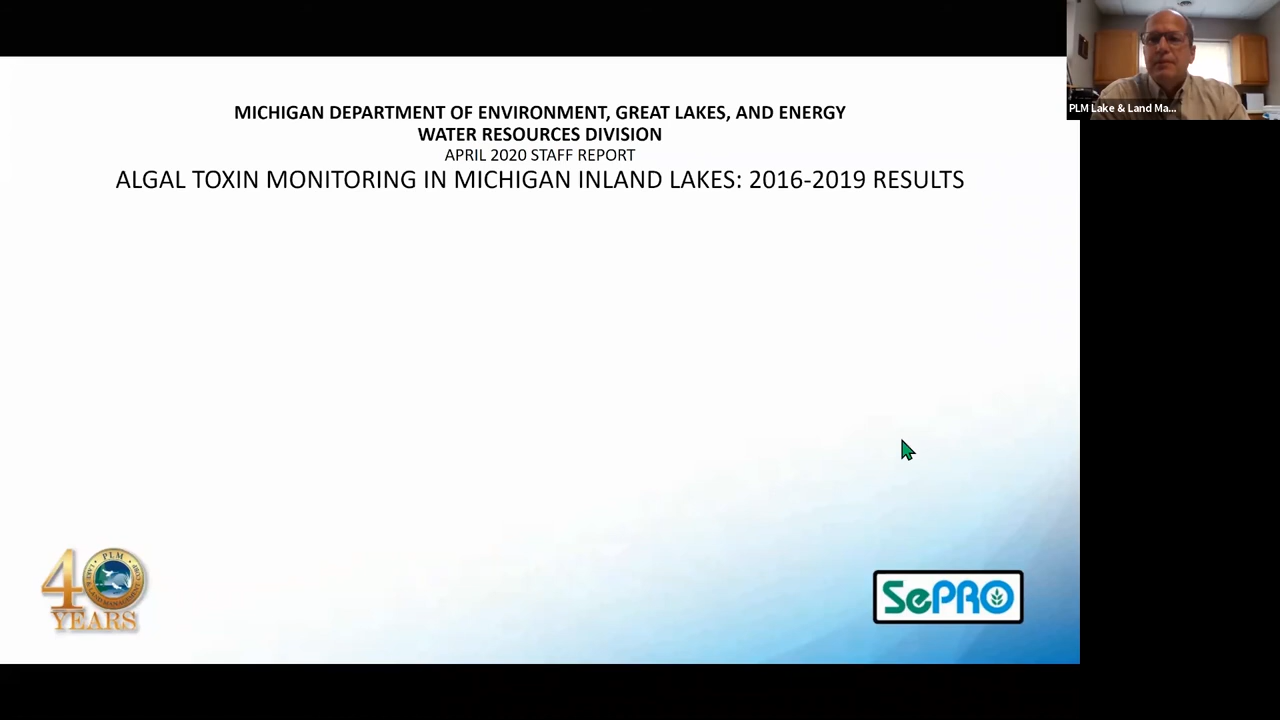 MICHIGAN DEPARTMENT OF ENVIRONMENT, GREAT LAKES, AND ENERGY
WATER RESOURCES DIVISION
APRIL 2020 STAFF REPORT
ALGAL TOXIN MONITORING IN MICHIGAN INLAND LAKES: 2016-2019 RESULTS
PLM Lake & Land Ma...
40
PLM
YEARS
SePRO